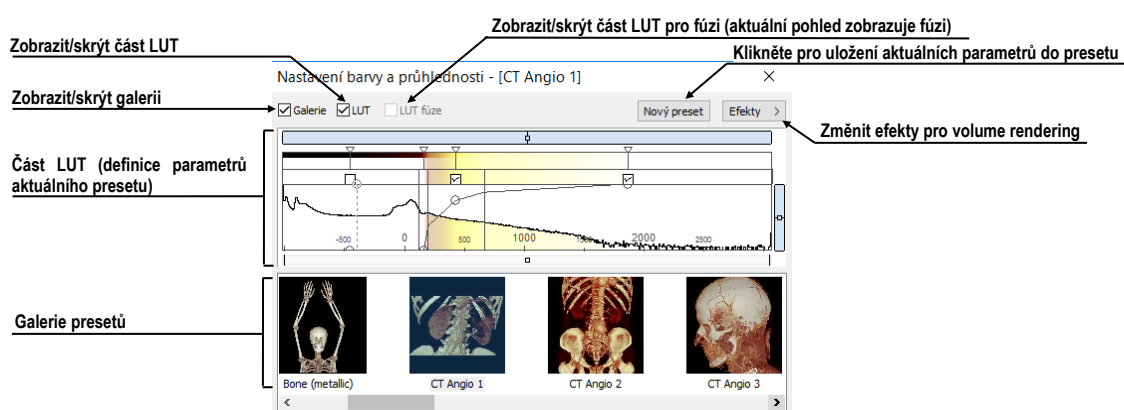 Zobrazit/skrýt část LUT pro fúzi (aktuální pohled zobrazuje fúzi)
Zobrazit/skrýt část LUT
Klikněte pro uložení aktuálních parametrů do presetu
Nastavení barvy a průhlednosti - [CT Angio 1]
Zobrazit/skrýt galerii
Galerie LUT LUT fúze Nový preset Efekty >
Změnit efekty pro volume rendering
Část LUT (definice parametrů
aktuálního presetu)
-500 0 500 1000 1500 2000 2500
Galerie presetů
Bone (metallic) CT Angio 1 CT Angio 2 CT Angio 3